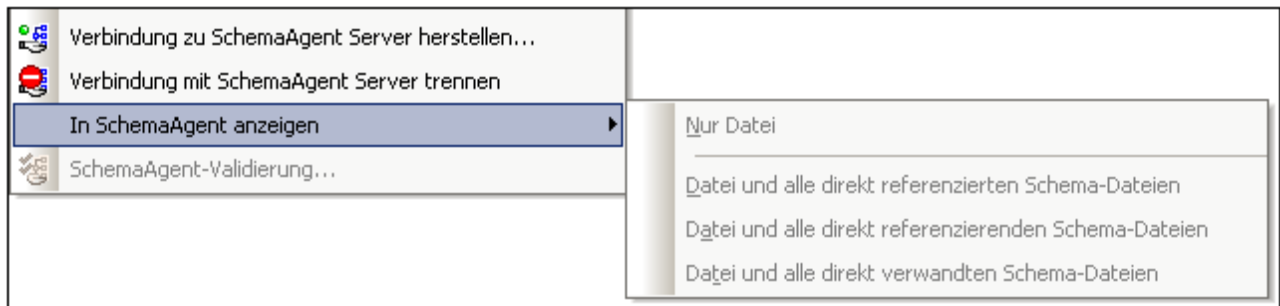 Verbindung zu SchemaAgent Server herstellen...
Verbindung mit SchemaAgent Server trennen
In SchemaAgent anzeigen
SchemaAgent-Validierung...
Nur Datei
Datei und alle direkt referenzierten Schema-Dateien
Datei und alle direkt referenzierenden Schema-Dateien
Datei und alle direkt verwandten Schema-Dateien